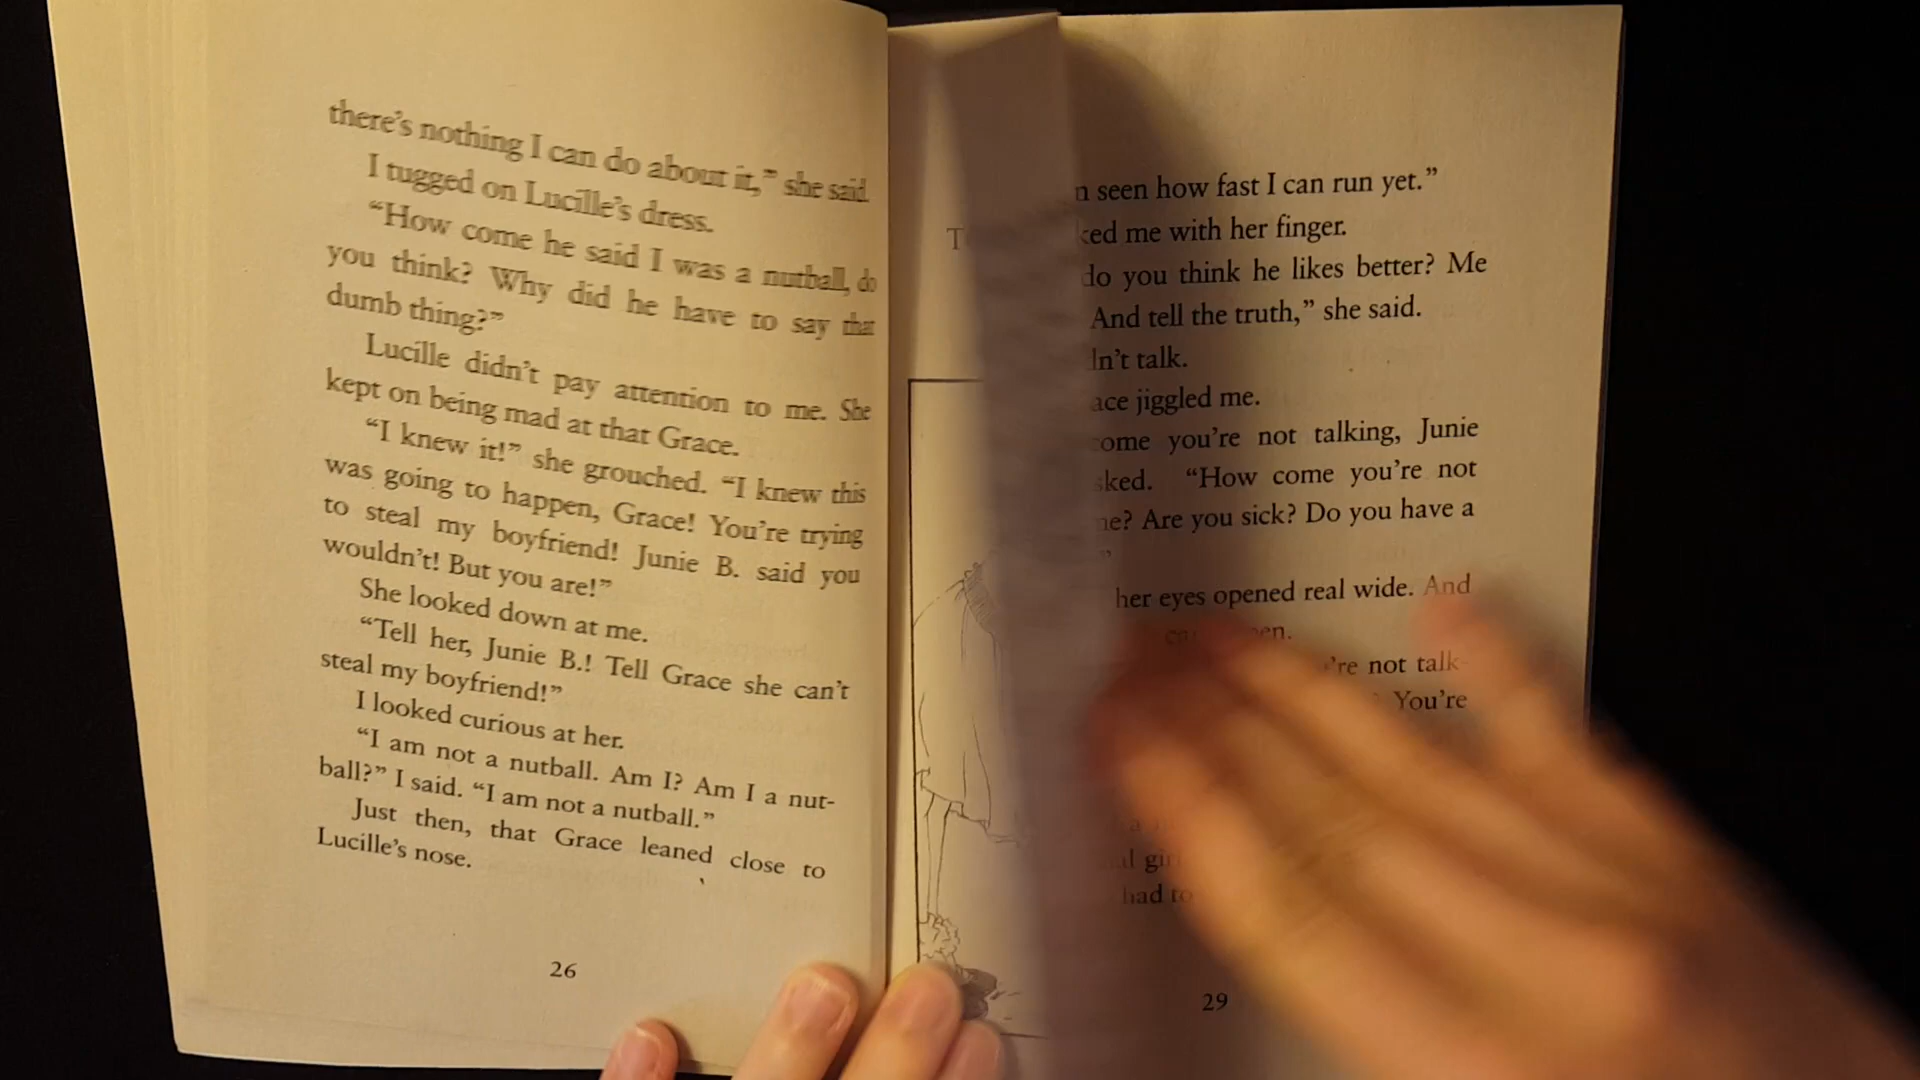 there's nothing I can do about it," she said.
I tugged on Lucille's dress.
"How come he said I was a nutball, do
you think? Why did he have to say that
dumb thing?"
Lucille didn't pay attention to me. She
kept on being mad at that Grace.
"I knew it!" she grouched. "I knew this
was going to happen, Grace! You're trying
to steal my boyfriend! Junie B. said you
wouldn't! But you are!"
She looked down at me.
"Tell her, Junie B.! Tell Grace she can't
steal my boyfriend!"
I looked curious at her.
"I am not a nutball. Am I? Am I a nut-
ball?" I said. "I am not a nutball."
Just then, that Grace leaned close to
Lucille's nose.
26
seen how fast I can run yet."
me with her finger.
do you think he likes better? Me
And tell the truth," she said.
talk.
jiggled me.
you're not talking, Junie
"How come you're not
Are you sick? Do you have a
her eyes opened real wide. And
not talk-
You're
had to
29